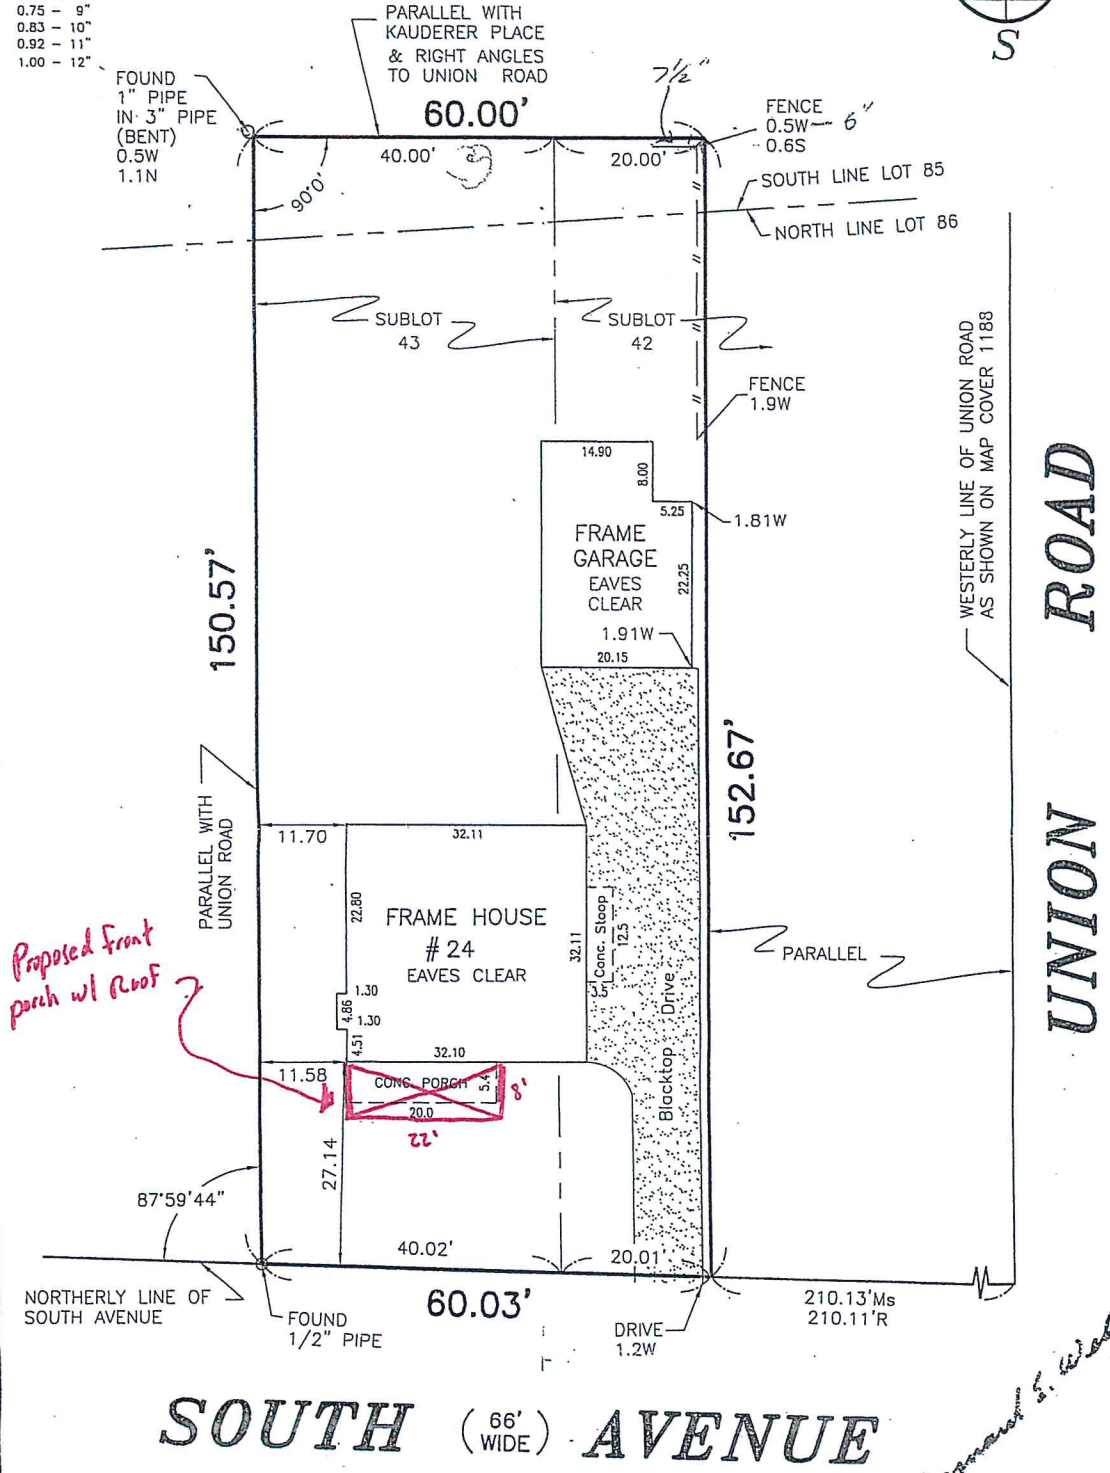 0.75 – 9"
0.83 – 10"
0.92 – 11"
1.00 – 12"
PARALLEL WITH
KAUDERER PLACE
& RIGHT ANGLES
TO UNION ROAD
S
FOUND
1" PIPE
IN 3" PIPE
(BENT)
0.5W
1.1N
60.00'
7½"
FENCE
0.5W — 6"
0.6S
40.00'
3
20.00'
90°0'
SOUTH LINE LOT 85
NORTH LINE LOT 86
SUBLOT
43
SUBLOT
42
FENCE
1.9W
WESTERLY LINE OF UNION ROAD
AS SHOWN ON MAP COVER 1188
UNION ROAD
14.90
8.00
5.25
1.81W
FRAME
GARAGE
EAVES
CLEAR
22.25
1.91W
20.15
150.57'
152.67'
PARALLEL WITH
UNION ROAD
11.70
32.11
22.80
FRAME HOUSE
# 24
EAVES CLEAR
32.11
Conc. Stoop
12.5
3.5
Blacktop Drive
PARALLEL
Proposed front
porch w/ Roof
1.30
4.86
1.30
4.51
32.10
11.58
CONC. PORCH
5.4
8'
20.0
22'
27.14
87°59'44"
40.02'
20.01'
60.03'
NORTHERLY LINE OF
SOUTH AVENUE
FOUND
1/2" PIPE
DRIVE
1.2W
210.13'Ms
210.11'R
SOUTH (66' WIDE) AVENUE